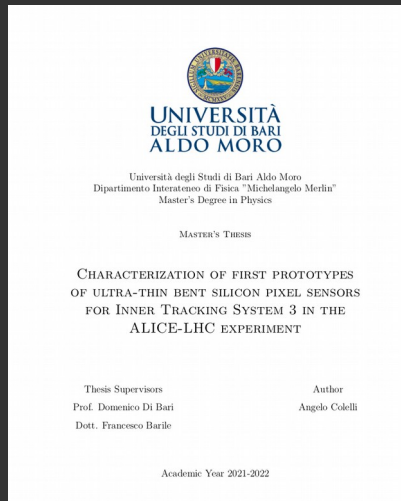 UNIVERSITÀ
DEGLI STUDI DI BARI
ALDO MORO
Università degli Studi di Bari Aldo Moro
Dipartimento Interateneo di Fisica "Michelangelo Merlin"
Master's Degree in Physics
Master's Thesis
Characterization of first prototypes
of ultra-thin bent silicon pixel sensors
for Inner Tracking System 3 in the
ALICE-LHC experiment
Thesis Supervisors
Author
Prof. Domenico Di Bari
Angelo Colelli
Dott. Francesco Barile
Academic Year 2021-2022